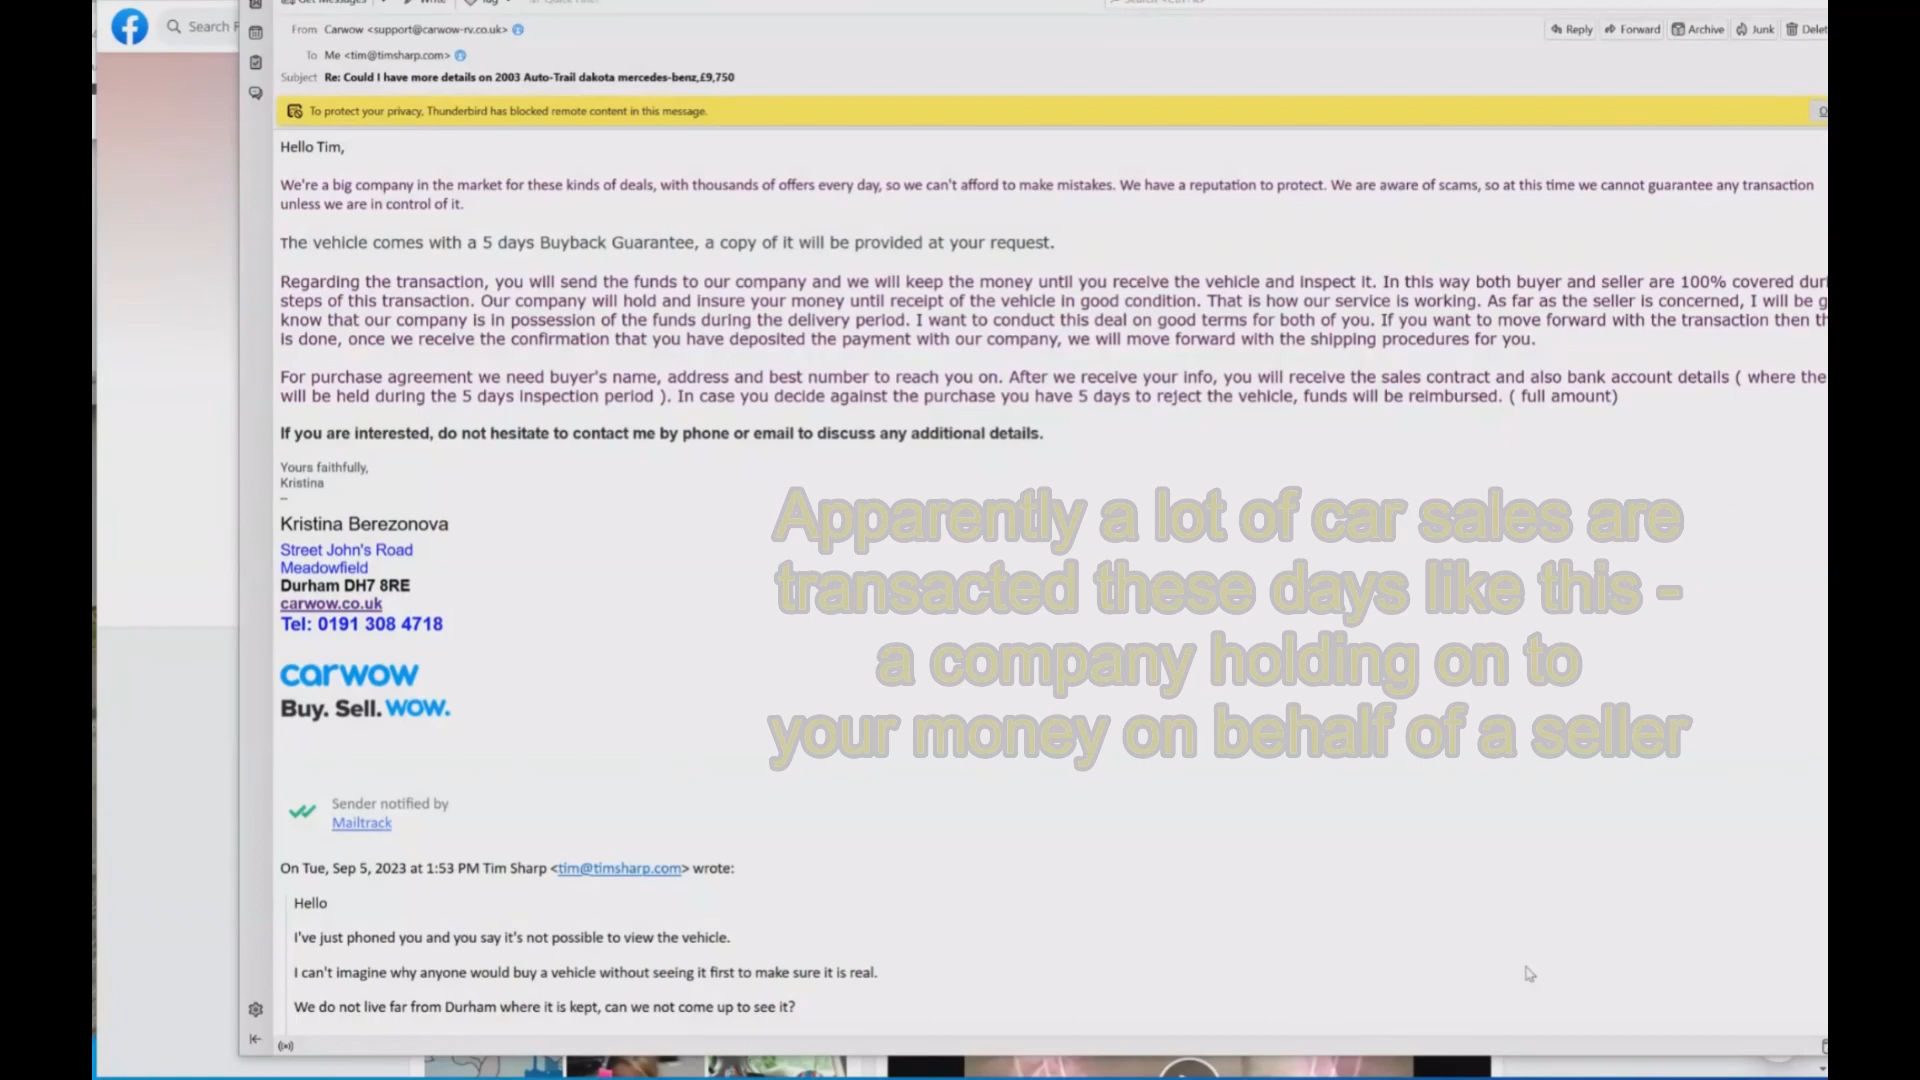 Search F
From Carwow <support@carwow-rv.co.uk>
Reply Forward Archive Junk Delet
To Me <tim@timsharp.com>
Subject Re: Could I have more details on 2003 Auto-Trail dakota mercedes-benz,£9,750
To protect your privacy, Thunderbird has blocked remote content in this message.
Hello Tim,
We're a big company in the market for these kinds of deals, with thousands of offers every day, so we can't afford to make mistakes. We have a reputation to protect. We are aware of scams, so at this time we cannot guarantee any transaction
unless we are in control of it.
The vehicle comes with a 5 days Buyback Guarantee, a copy of it will be provided at your request.
Regarding the transaction, you will send the funds to our company and we will keep the money until you receive the vehicle and inspect it. In this way both buyer and seller are 100% covered duri
steps of this transaction. Our company will hold and insure your money until receipt of the vehicle in good condition. That is how our service is working. As far as the seller is concerned, I will be g
know that our company is in possession of the funds during the delivery period. I want to conduct this deal on good terms for both of you. If you want to move forward with the transaction then th
is done, once we receive the confirmation that you have deposited the payment with our company, we will move forward with the shipping procedures for you.
For purchase agreement we need buyer's name, address and best number to reach you on. After we receive your info, you will receive the sales contract and also bank account details ( where the
will be held during the 5 days inspection period ). In case you decide against the purchase you have 5 days to reject the vehicle, funds will be reimbursed. ( full amount)
If you are interested, do not hesitate to contact me by phone or email to discuss any additional details.
Yours faithfully,
Kristina
--
Kristina Berezonova
Street John's Road
Meadowfield
Durham DH7 8RE
carwow.co.uk
Tel: 0191 308 4718
carwow
Buy. Sell. WOW.
Apparently a lot of car sales are
transacted these days like this -
a company holding on to
your money on behalf of a seller
Sender notified by
Mailtrack
On Tue, Sep 5, 2023 at 1:53 PM Tim Sharp <tim@timsharp.com> wrote:
Hello
I've just phoned you and you say it's not possible to view the vehicle.
I can't imagine why anyone would buy a vehicle without seeing it first to make sure it is real.
We do not live far from Durham where it is kept, can we not come up to see it?